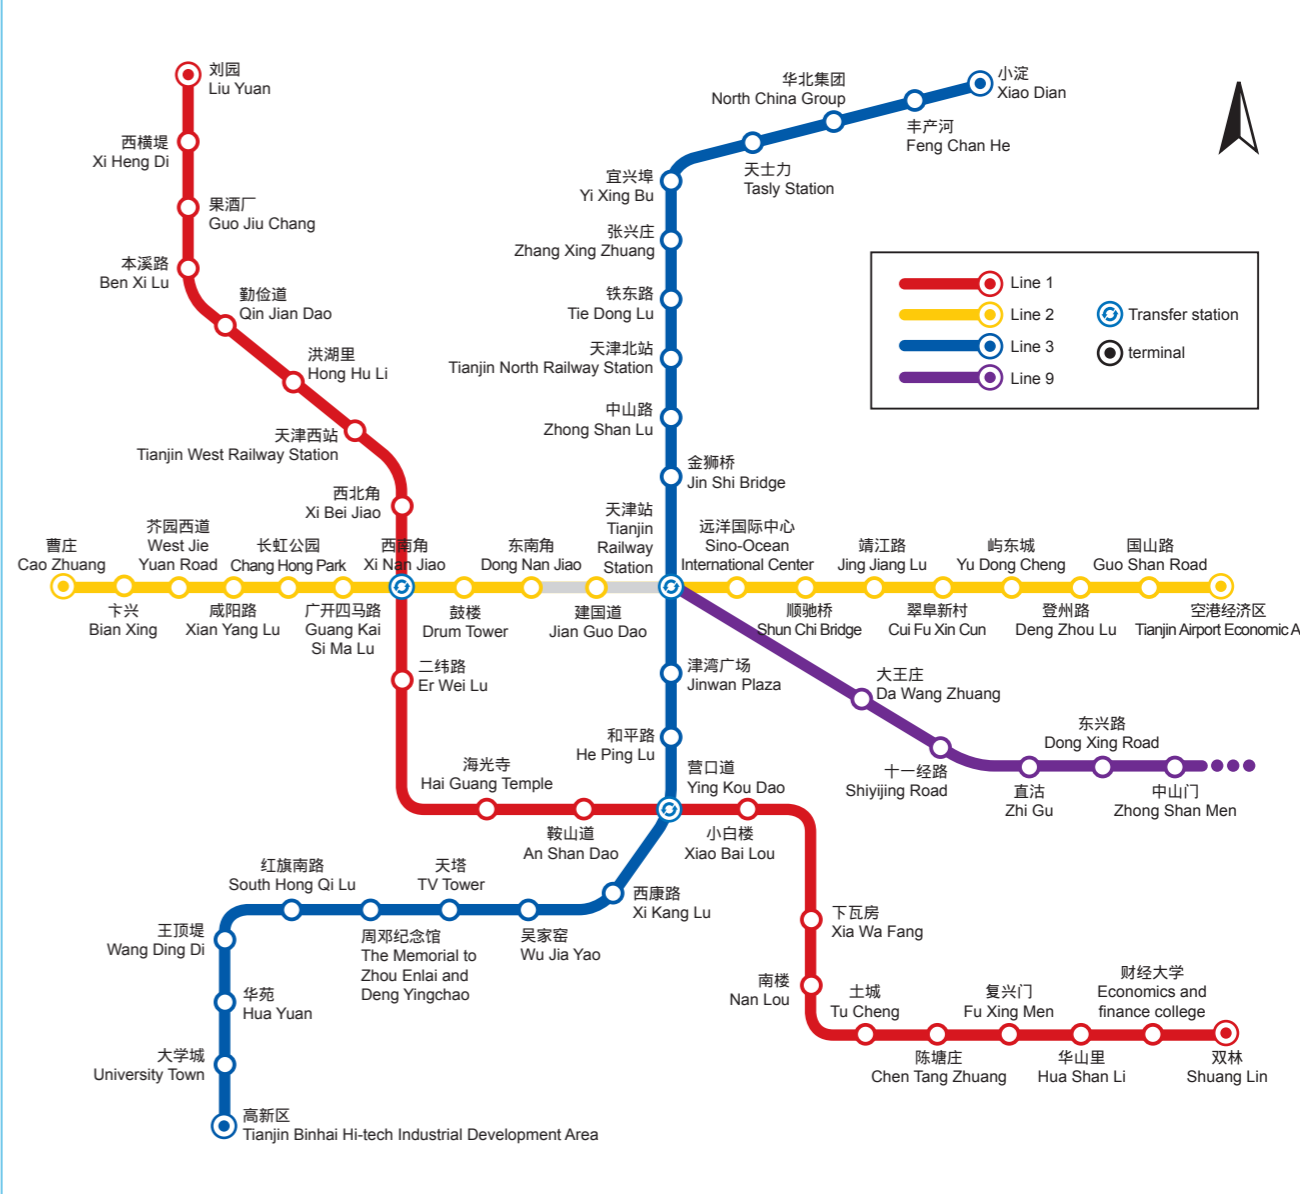 刘园
Liu Yuan
西横堤
Xi Heng Di
果酒厂
Guo Jiu Chang
本溪路
Ben Xi Lu
勤俭道
Qin Jian Dao
洪湖里
Hong Hu Li
天津西站
Tianjin West Railway Station
西北角
Xi Bei Jiao
华北集团
North China Group
小淀
Xiao Dian
丰产河
Feng Chan He
天士力
Tasly Station
宜兴埠
Yi Xing Bu
张兴庄
Zhang Xing Zhuang
铁东路
Tie Dong Lu
天津北站
Tianjin North Railway Station
中山路
Zhong Shan Lu
金狮桥
Jin Shi Bridge
Line 1
Line 2
Line 3
Line 9
Transfer station
terminal
曹庄
Cao Zhuang
芥园西道
West Jie
Yuan Road
长虹公园
Chang Hong Park
西南角
Xi Nan Jiao
东南角
Dong Nan Jiao
天津站
Tianjin
Railway
Station
远洋国际中心
Sino-Ocean
International Center
靖江路
Jing Jiang Lu
屿东城
Yu Dong Cheng
国山路
Guo Shan Road
卞兴
Bian Xing
咸阳路
Xian Yang Lu
广开四马路
Guang Kai
Si Ma Lu
鼓楼
Drum Tower
建国道
Jian Guo Dao
顺驰桥
Shun Chi Bridge
翠阜新村
Cui Fu Xin Cun
登州路
Deng Zhou Lu
空港经济区
Tianjin Airport Economic A
二纬路
Er Wei Lu
津湾广场
Jinwan Plaza
大王庄
Da Wang Zhuang
和平路
He Ping Lu
东兴路
Dong Xing Road
十一经路
Shiyijing Road
直沽
Zhi Gu
中山门
Zhong Shan Men
海光寺
Hai Guang Temple
营口道
Ying Kou Dao
鞍山道
An Shan Dao
小白楼
Xiao Bai Lou
红旗南路
South Hong Qi Lu
天塔
TV Tower
西康路
Xi Kang Lu
王顶堤
Wang Ding Di
周邓纪念馆
The Memorial to
Zhou Enlai and
Deng Yingchao
吴家窑
Wu Jia Yao
下瓦房
Xia Wa Fang
华苑
Hua Yuan
南楼
Nan Lou
土城
Tu Cheng
复兴门
Fu Xing Men
财经大学
Economics and
finance college
大学城
University Town
陈塘庄
Chen Tang Zhuang
华山里
Hua Shan Li
双林
Shuang Lin
高新区
Tianjin Binhai Hi-tech Industrial Development Area